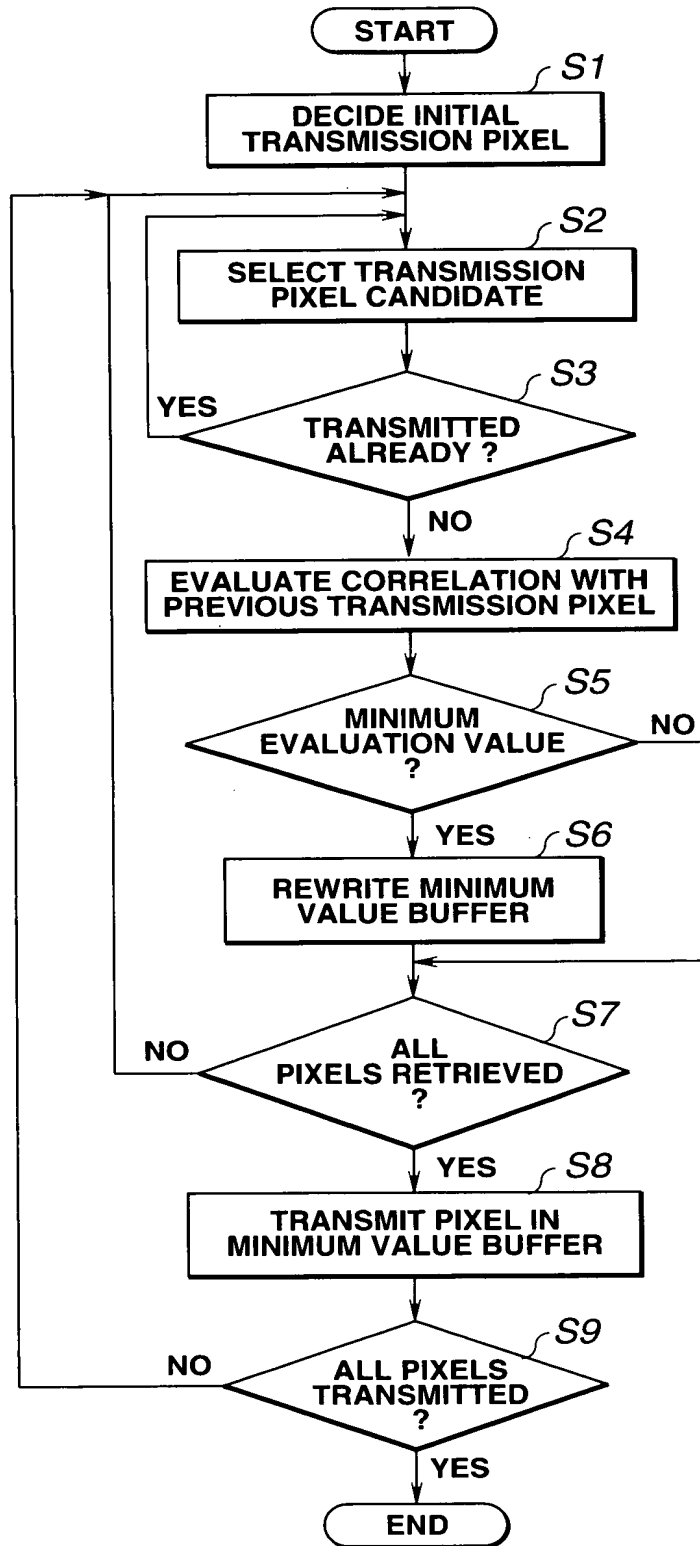 START
S1
DECIDE INITIAL
TRANSMISSION PIXEL
S2
SELECT TRANSMISSION
PIXEL CANDIDATE
S3
YES
TRANSMITTED
ALREADY ?
NO
S4
EVALUATE CORRELATION WITH
PREVIOUS TRANSMISSION PIXEL
S5
MINIMUM
EVALUATION VALUE
?
NO
YES
S6
REWRITE MINIMUM
VALUE BUFFER
S7
NO
ALL
PIXELS RETRIEVED
?
YES
S8
TRANSMIT PIXEL IN
MINIMUM VALUE BUFFER
S9
NO
ALL PIXELS
TRANSMITTED
?
YES
END